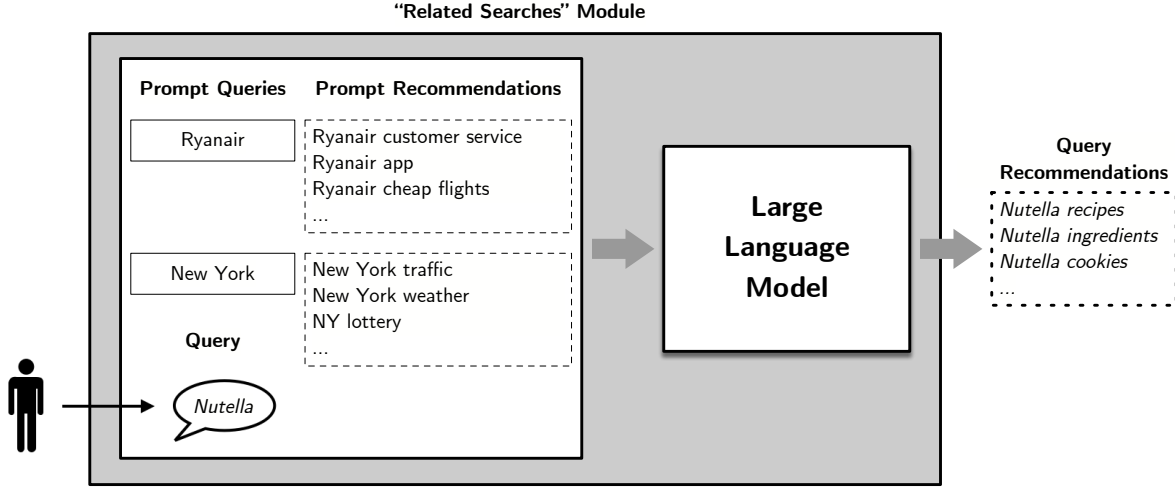 “Related Searches” Module
Prompt Queries
Prompt Recommendations
Ryanair
Ryanair customer service
Ryanair app
Ryanair cheap flights
...
New York
New York traffic
New York weather
NY lottery
...
Query
Nutella
Large
Language
Model
Query
Recommendations
Nutella recipes
Nutella ingredients
Nutella cookies
...